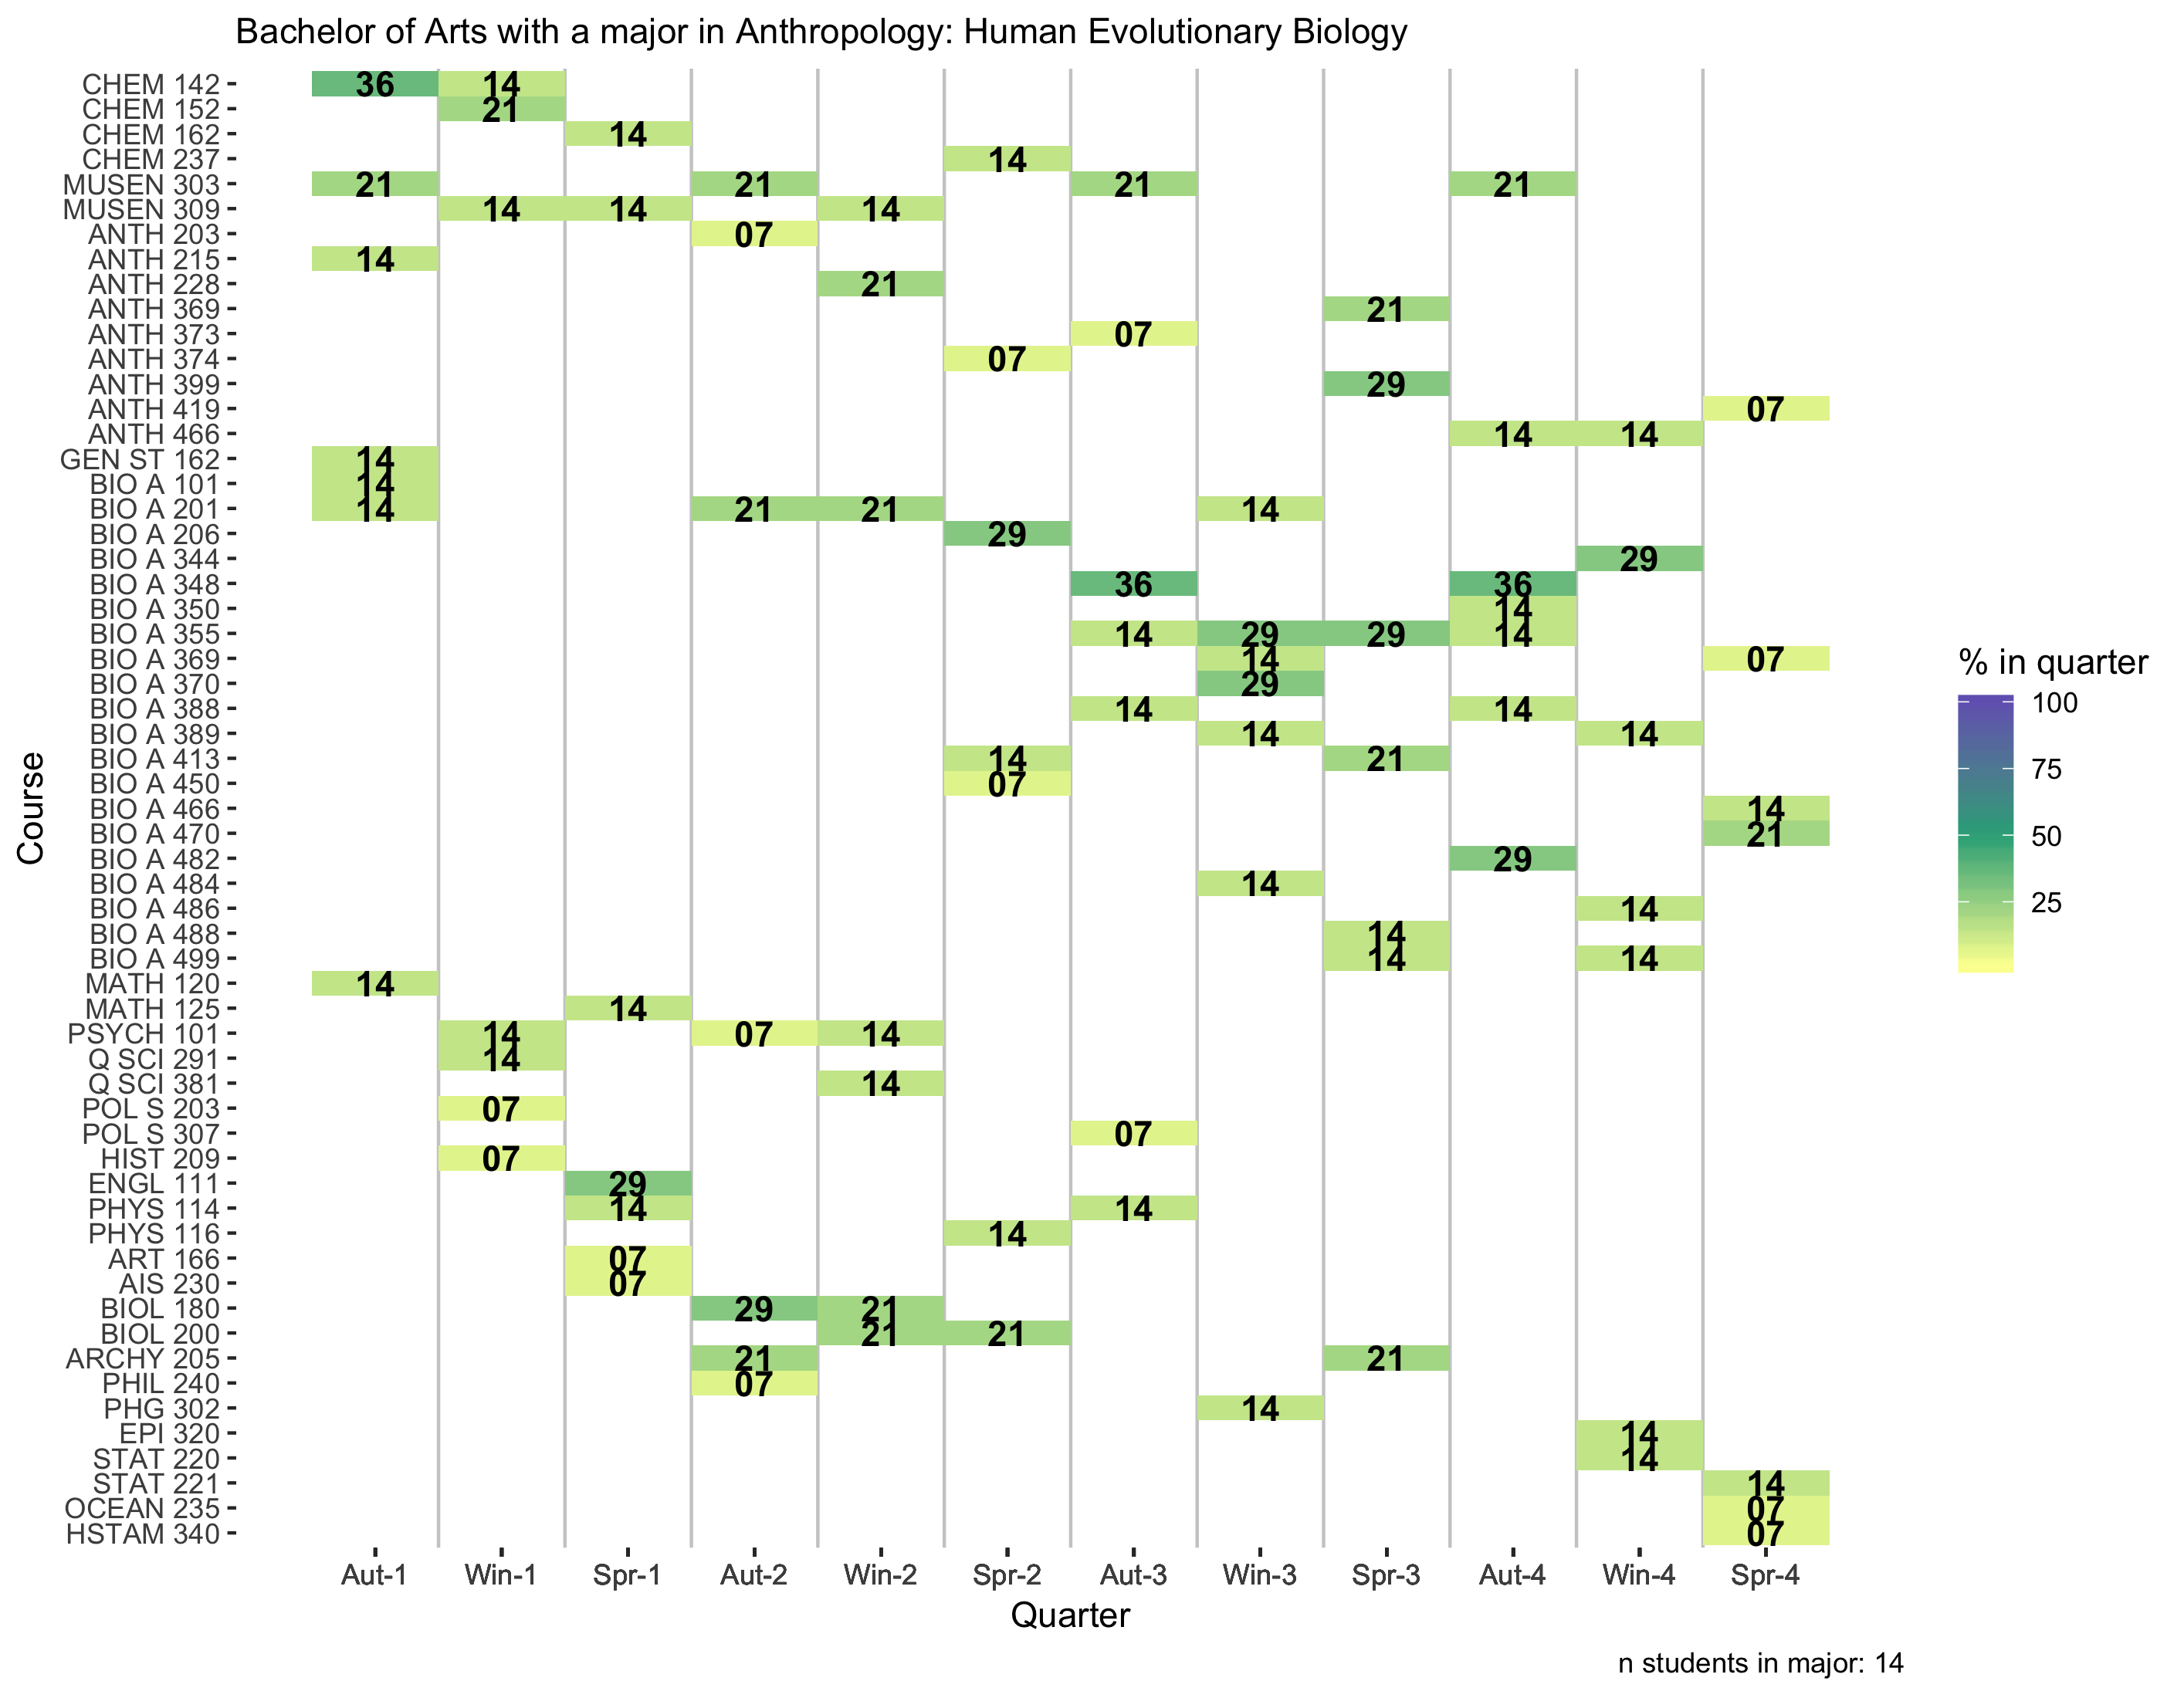 Bachelor of Arts with a major in Anthropology: Human Evolutionary Biology
CHEM 142 36 14
CHEM 152 21
CHEM 162 14
CHEM 237 14
MUSEN 303 21 21 21 21
MUSEN 309 14 14 14
ANTH 203 07
ANTH 215 14
ANTH 228 21
ANTH 369 21
ANTH 373 07
ANTH 374 07
ANTH 399 29
ANTH 419 07
ANTH 466 14 14
GEN ST 162 14
BIO A 101 14
BIO A 201 14 21 21 14
BIO A 206 29
BIO A 344 29
BIO A 348 36 36
BIO A 350 14
BIO A 355 14 29 29 14
BIO A 369 14 07
BIO A 370 29
BIO A 388 14 14
BIO A 389 14 14
BIO A 413 14 21
BIO A 450 07
BIO A 466 14
BIO A 470 21
BIO A 482 29
BIO A 484 14
BIO A 486 14
BIO A 488 14
BIO A 499 14 14
MATH 120 14
MATH 125 14
PSYCH 101 14 07 14
Q SCI 291 14
Q SCI 381 14
POL S 203 07
POL S 307 07
HIST 209 07
ENGL 111 29
PHYS 114 14 14
PHYS 116 14
ART 166 07
AIS 230 07
BIOL 180 29 21
BIOL 200 21 21
ARCHY 205 21 21
PHIL 240 07
PHG 302 14
EPI 320 14
STAT 220 14
STAT 221 14
OCEAN 235 07
HSTAM 340 07
Course
Aut-1 Win-1 Spr-1 Aut-2 Win-2 Spr-2 Aut-3 Win-3 Spr-3 Aut-4 Win-4 Spr-4
Quarter
% in quarter
100
75
50
25
n students in major: 14